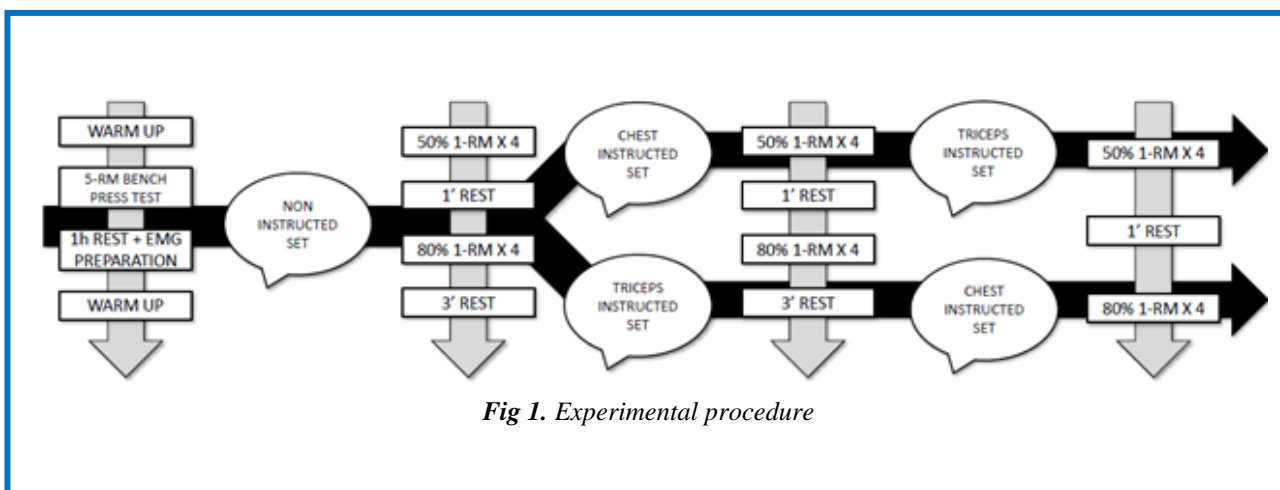 WARM UP
5-RM BENCH
PRESS TEST
1h REST + EMG
PREPARATION
WARM UP
NON
INSTRUCTED
SET
50% 1-RM X 4
1' REST
80% 1-RM X 4
3' REST
CHEST
INSTRUCTED
SET
TRICEPS
INSTRUCTED
SET
50% 1-RM X 4
1' REST
80% 1-RM X 4
3' REST
TRICEPS
INSTRUCTED
SET
CHEST
INSTRUCTED
SET
50% 1-RM X 4
1' REST
80% 1-RM X 4
Fig 1. Experimental procedure